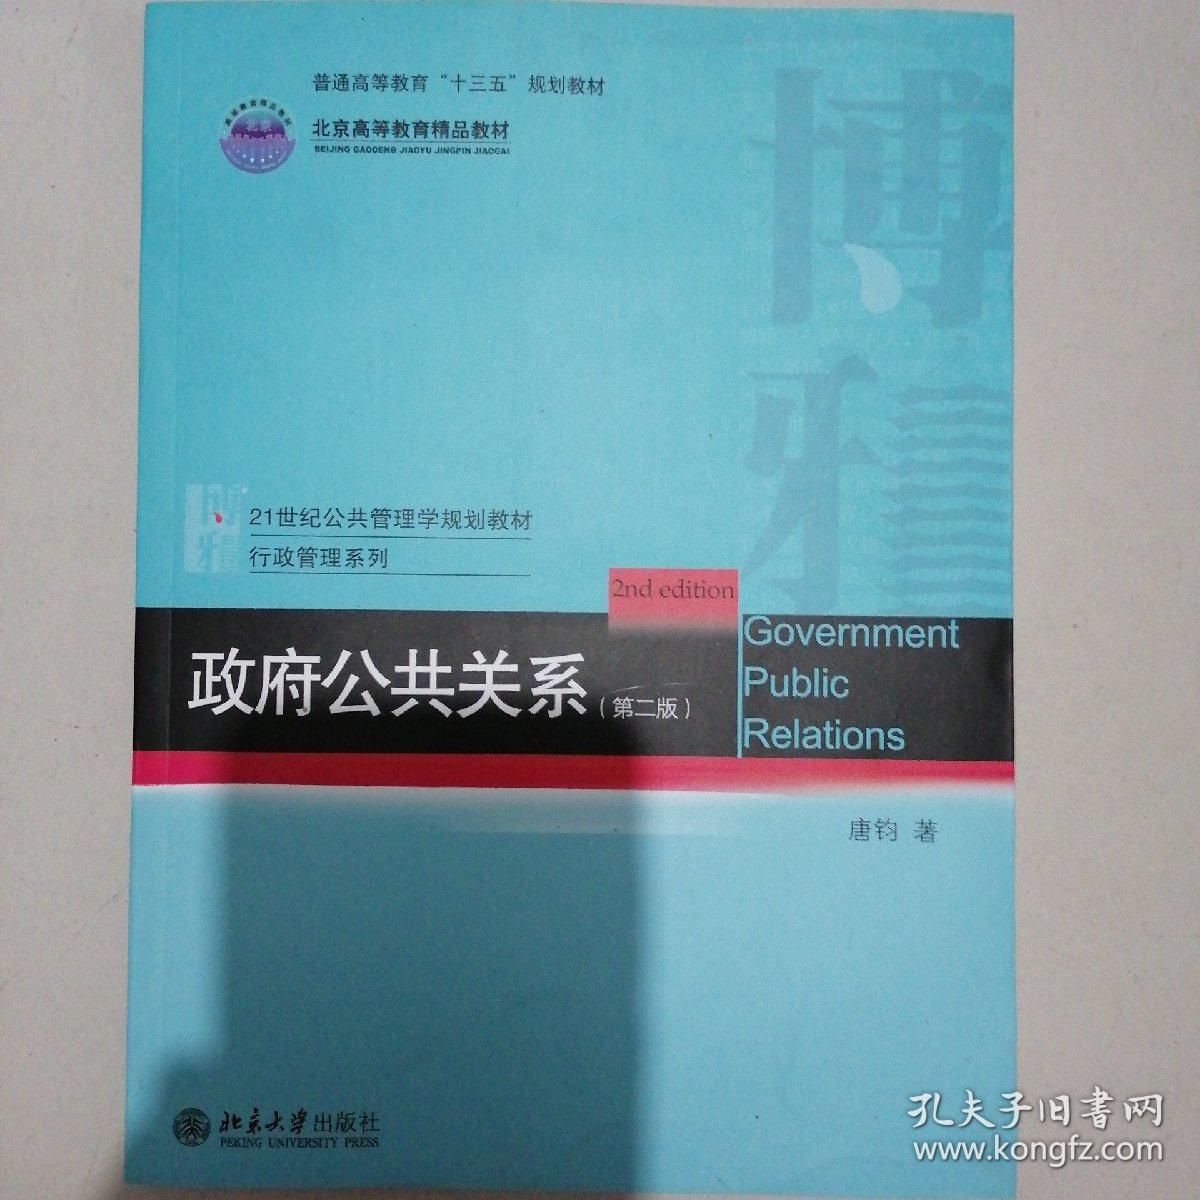 普通高等教育“十三五”规划教材
北京高等教育精品教材
BEIJING GAODENG JIAOYU JINGPIN JIAOCAI
博雅
21世纪公共管理学规划教材
行政管理系列
2nd edition
政府公共关系（第二版）
Government
Public
Relations
唐钧 著
北京大学出版社
PEKING UNIVERSITY PRESS
孔夫子旧书网
www.kongfz.com